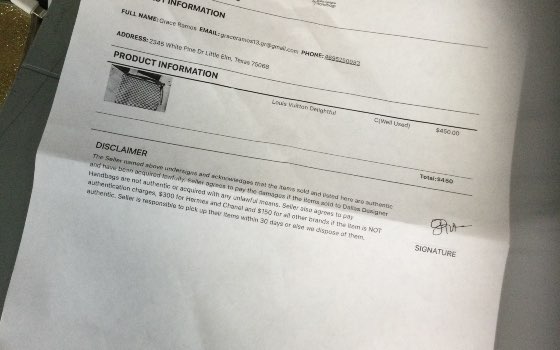 CT INFORMATION
FULL NAME: Grace Ramos EMAIL: graceramos13.gr@gmail.com PHONE:
ADDRESS: 2348 White Pine Dr Little Elm, Texas 75068
PRODUCT INFORMATION
Louis Vuitton Delightful C(Well Used) $450.00
Total: $450
DISCLAIMER
The Seller named above undersigns and acknowledges that the items sold and listed here are authentic
and have been acquired lawfully. Seller agrees to pay the damages if the items sold to Dallas Designer
Handbags are not authentic or acquired with any unlawful means. Seller also agrees to pay
authentication charges, $300 for Hermes and Chanel and $150 for all other brands if the item is NOT
authentic. Seller is responsible to pick up their items within 30 days or else we dispose of them.
SIGNATURE